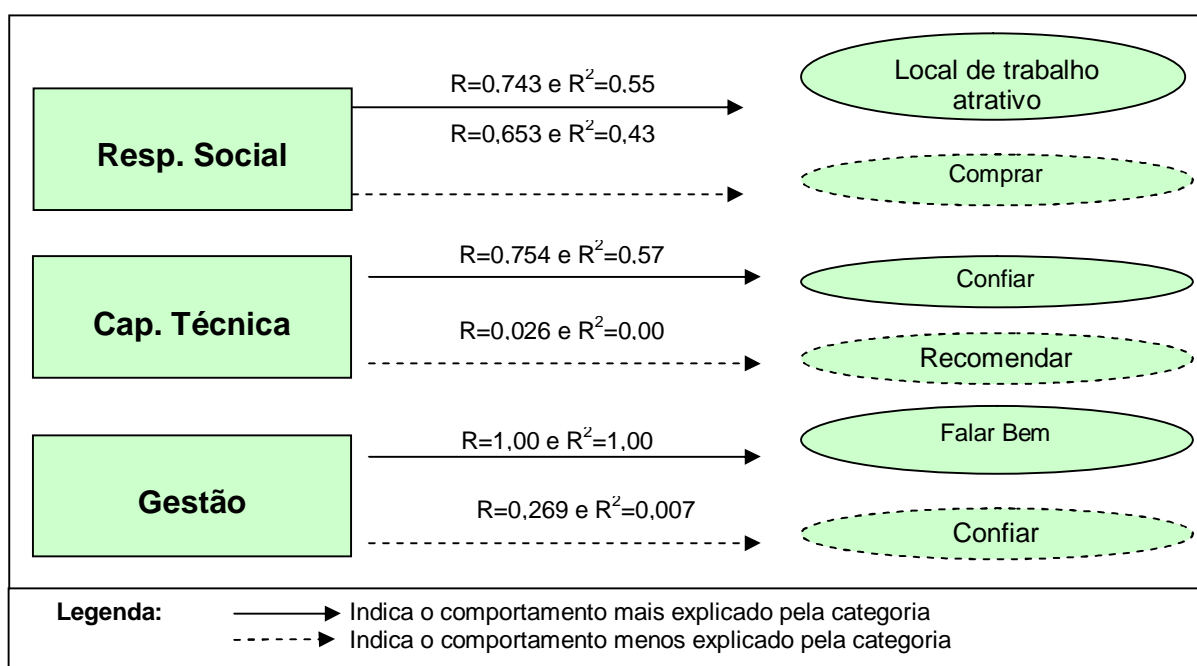 R=0,743 e R²=0,55
Local de trabalho
atrativo
Resp. Social
R=0,653 e R²=0,43
Comprar
R=0,754 e R²=0,57
Confiar
Cap. Técnica
R=0,026 e R²=0,00
Recomendar
R=1,00 e R²=1,00
Falar Bem
Gestão
R=0,269 e R²=0,007
Confiar
Legenda:
Indica o comportamento mais explicado pela categoria
Indica o comportamento menos explicado pela categoria